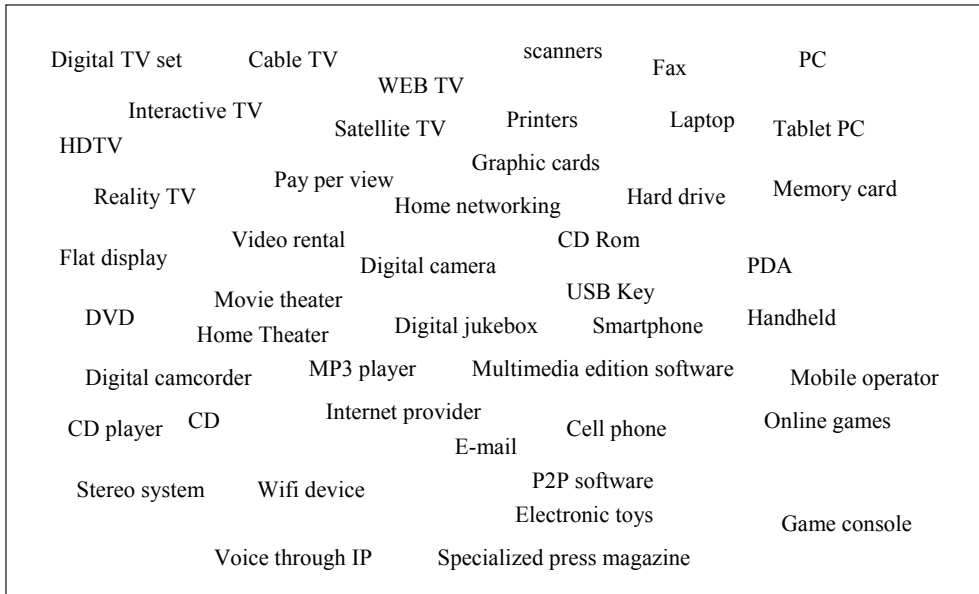 Digital TV set
Cable TV
scanners
Fax
PC
WEB TV
Interactive TV
Satellite TV
Printers
Laptop
Tablet PC
HDTV
Graphic cards
Pay per view
Reality TV
Home networking
Hard drive
Memory card
Video rental
CD Rom
Flat display
Digital camera
PDA
USB Key
Movie theater
DVD
Home Theater
Digital jukebox
Smartphone
Handheld
MP3 player
Multimedia edition software
Digital camcorder
Mobile operator
Internet provider
CD player
CD
Cell phone
Online games
E-mail
Stereo system
Wifi device
P2P software
Electronic toys
Game console
Voice through IP
Specialized press magazine